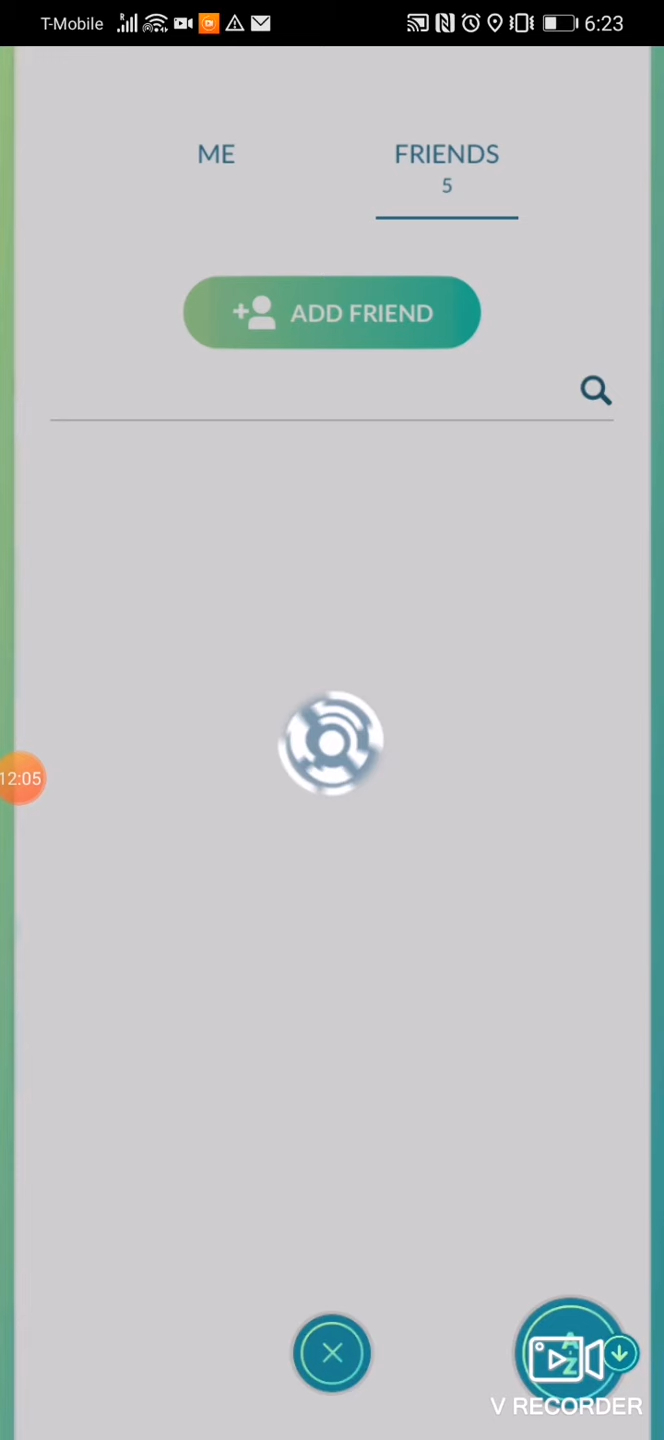 T-Mobile 6:23
ME FRIENDS
5
ADD FRIEND
12:05
A
Z
V RECORDER